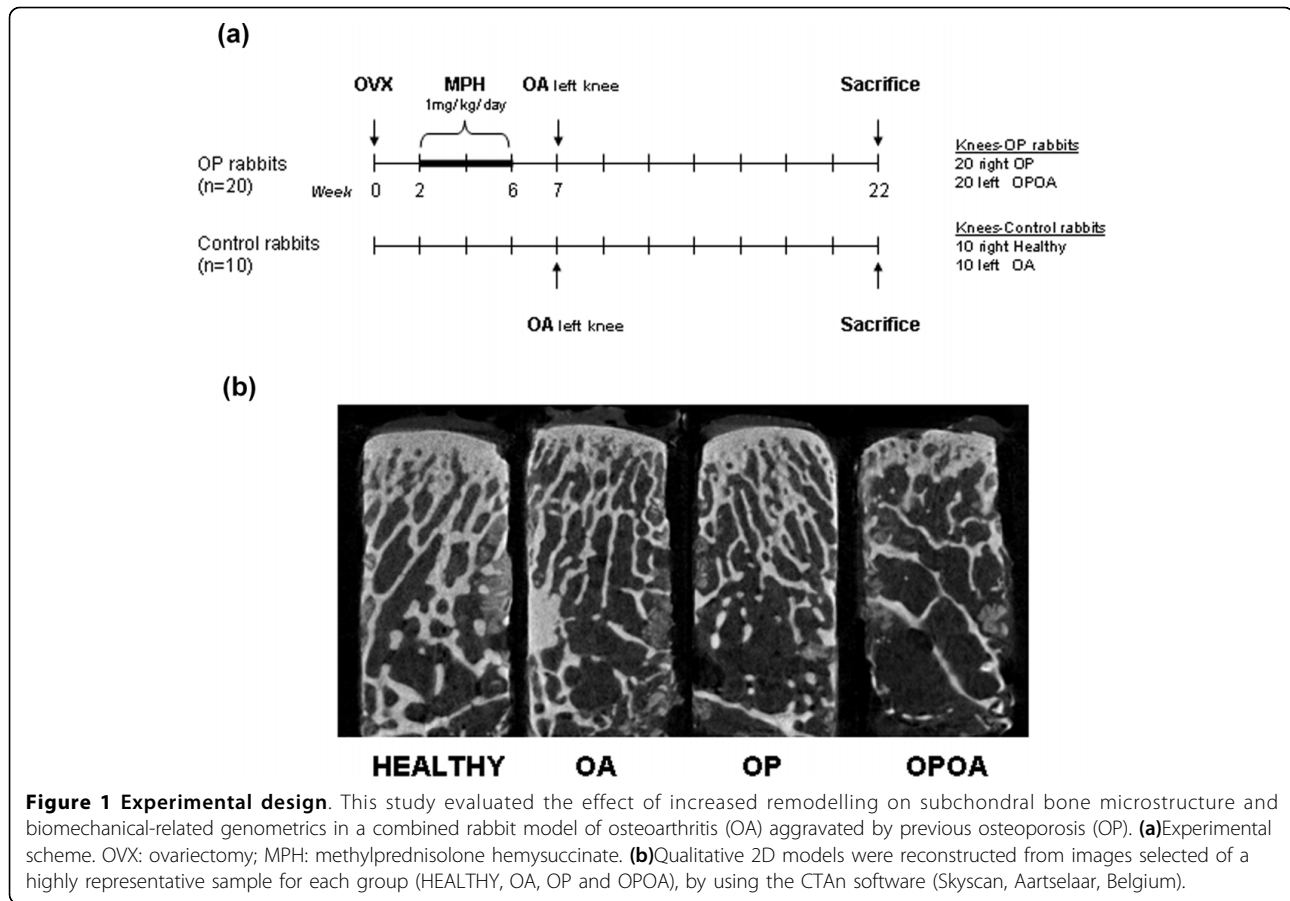 (a)
OVX MPH OA left knee Sacrifice
1mg/kg/day
OP rabbits
(n=20)
Week 0 2 6 7 22
Knees-OP rabbits
20 right OP
20 left OPOA
Control rabbits
(n=10)
Knees-Control rabbits
10 right Healthy
10 left OA
OA left knee Sacrifice
(b)
HEALTHY OA OP OPOA
Figure 1 Experimental design. This study evaluated the effect of increased remodelling on subchondral bone microstructure and
biomechanical-related genometrics in a combined rabbit model of osteoarthritis (OA) aggravated by previous osteoporosis (OP). (a)Experimental
scheme. OVX: ovariectomy; MPH: methylprednisolone hemysuccinate. (b)Qualitative 2D models were reconstructed from images selected of a
highly representative sample for each group (HEALTHY, OA, OP and OPOA), by using the CTAn software (Skyscan, Aartselaar, Belgium).